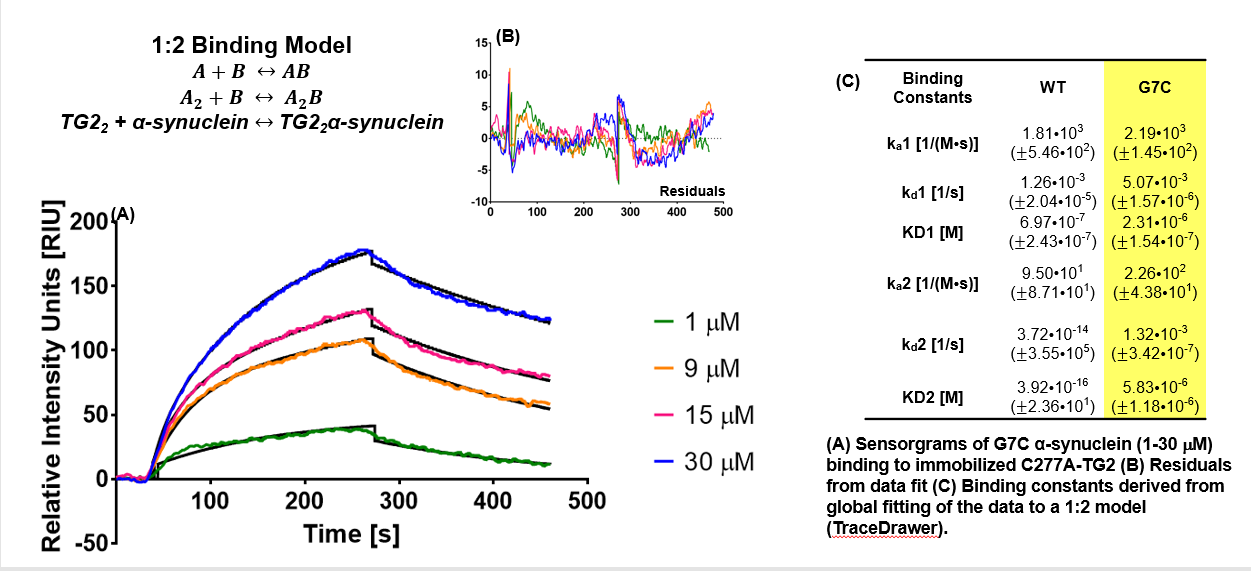 1:2 Binding Model
A + B ↔ AB
A₂ + B ↔ A₂B
TG2₂ + α-synuclein ↔ TG2₂α-synuclein
(B)
15
10
5
0
-5
-10
0 100 200 300 400 500
Residuals
(A)
Relative Intensity Units [RIU]
200
150
100
50
0
-50
100 200 300 400 500
Time [s]
1 μM
9 μM
15 μM
30 μM
(C)
Binding Constants WT G7C
kₐ1 [1/(M•s)] 1.81•10³ (±5.46•10²) 2.19•10³ (±1.45•10²)
k_d1 [1/s] 1.26•10⁻³ (±2.04•10⁻⁵) 5.07•10⁻³ (±1.57•10⁻⁶)
KD1 [M] 6.97•10⁻⁷ (±2.43•10⁻⁷) 2.31•10⁻⁶ (±1.54•10⁻⁷)
kₐ2 [1/(M•s)] 9.50•10¹ (±8.71•10¹) 2.26•10² (±4.38•10¹)
k_d2 [1/s] 3.72•10⁻¹⁴ (±3.55•10⁵) 1.32•10⁻³ (±3.42•10⁻⁷)
KD2 [M] 3.92•10⁻¹⁶ (±2.36•10¹) 5.83•10⁻⁶ (±1.18•10⁻⁶)
(A) Sensorgrams of G7C α-synuclein (1-30 μM)
binding to immobilized C277A-TG2 (B) Residuals
from data fit (C) Binding constants derived from
global fitting of the data to a 1:2 model
(TraceDrawer).